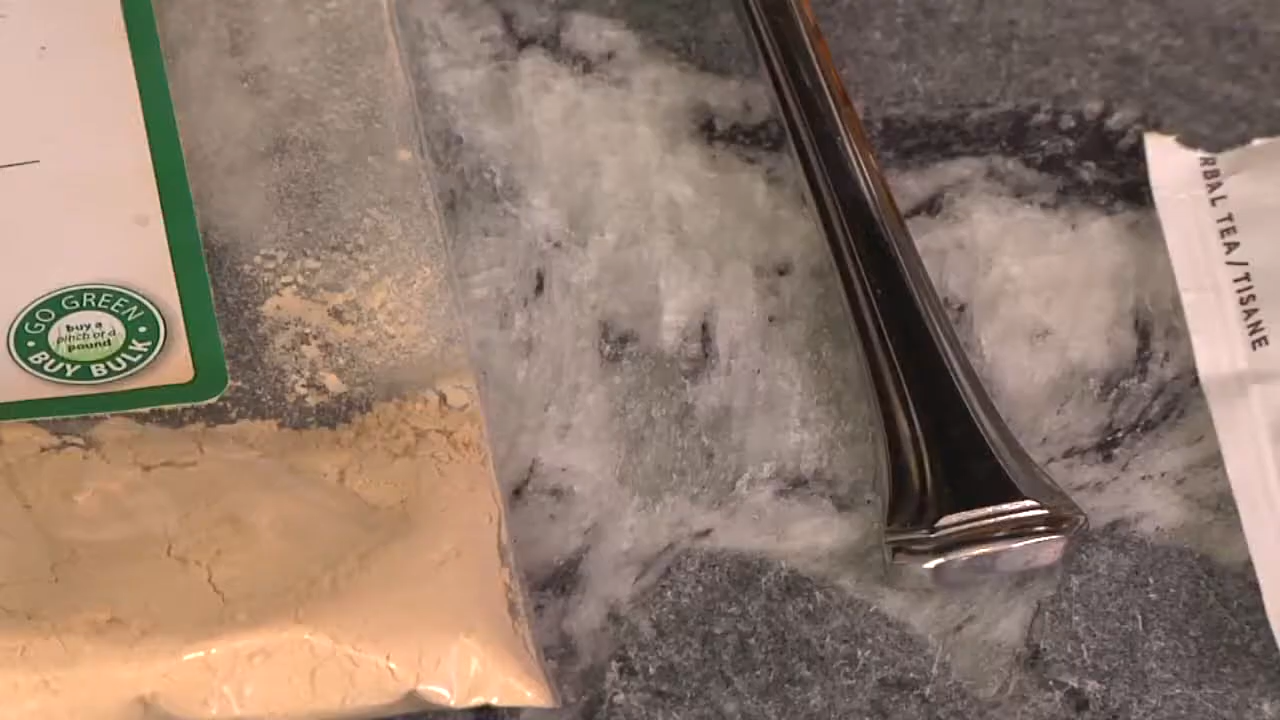 GO GREEN
buy a
pinch or a
pound
BUY BULK
RBAL TEA / TISANE